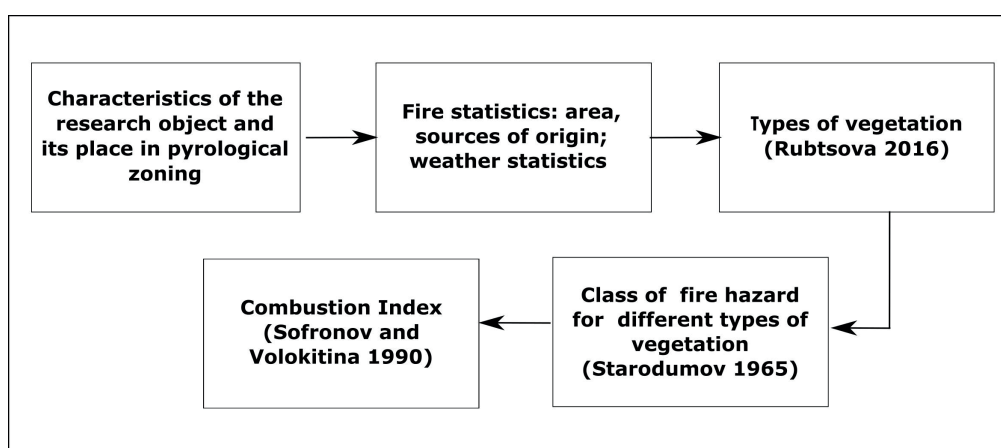 Characteristics of the
research object and
its place in pyrological
zoning
Fire statistics: area,
sources of origin;
weather statistics
Types of vegetation
(Rubtsova 2016)
Class of fire hazard
for different types of
vegetation
(Starodumov 1965)
Combustion Index
(Sofronov and
Volokitina 1990)